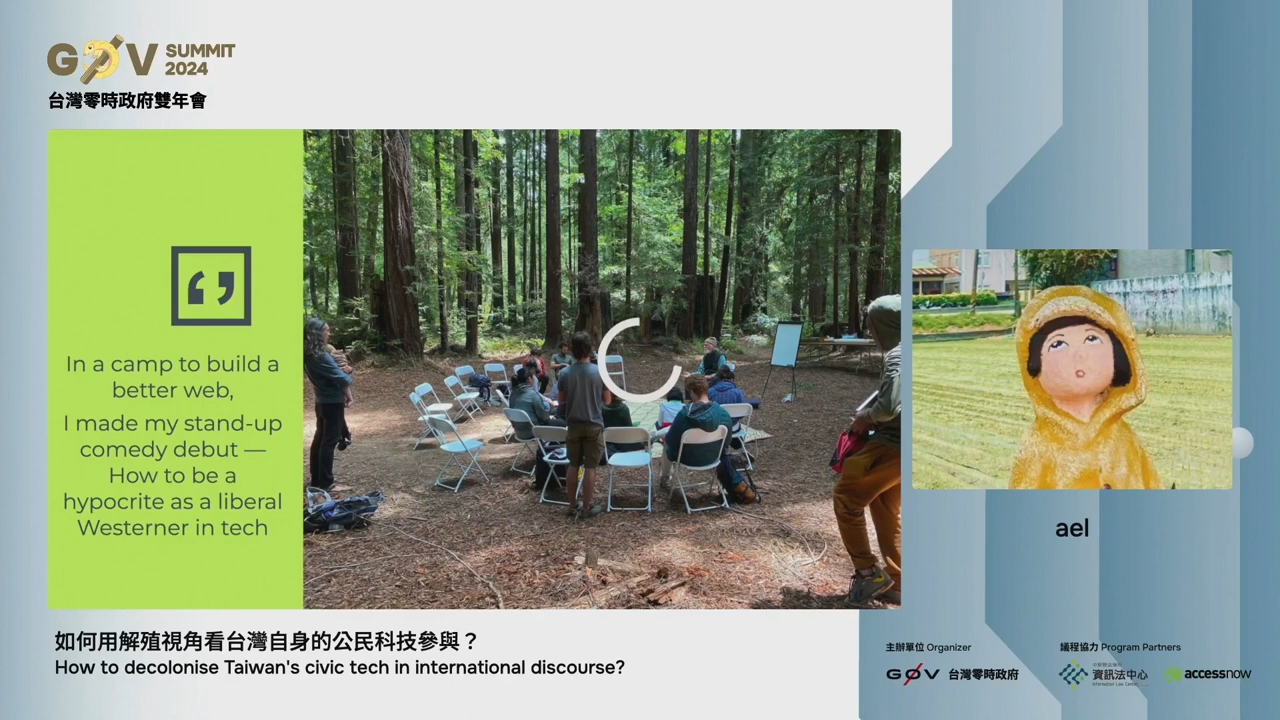 G0V SUMMIT 2024
台灣零時政府雙年會
In a camp to build a
better web,
I made my stand-up
comedy debut —
How to be a
hypocrite as a liberal
Westerner in tech
ael
如何用解殖視角看台灣自身的公民科技參與？
How to decolonise Taiwan's civic tech in international discourse?
主辦單位 Organizer
議程協力 Program Partners
G0V 台灣零時政府
資訊法中心
Information Law Center
accessnow